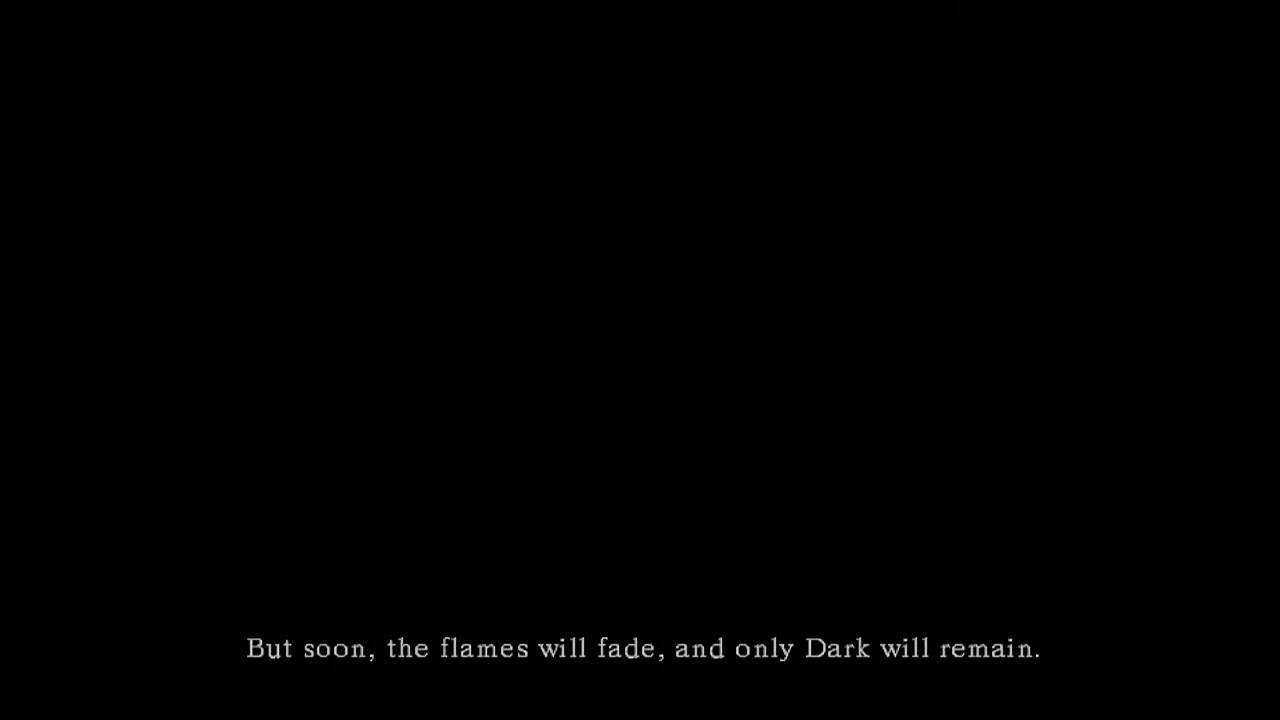 But soon, the flames will fade, and only Dark will remain.